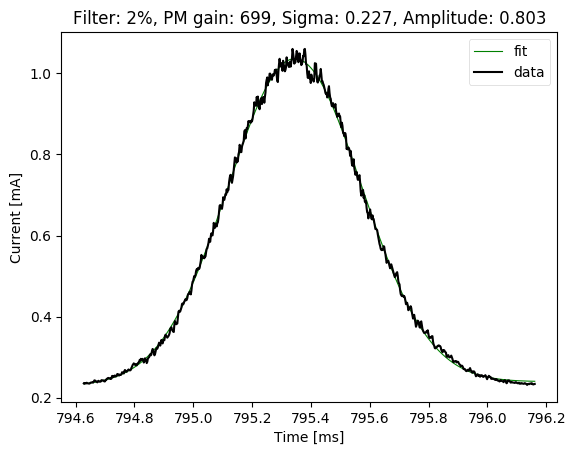 Filter: 2%, PM gain: 699, Sigma: 0.227, Amplitude: 0.803
fit
data
Current [mA]
1.0
0.8
0.6
0.4
0.2
794.6 794.8 795.0 795.2 795.4 795.6 795.8 796.0 796.2
Time [ms]